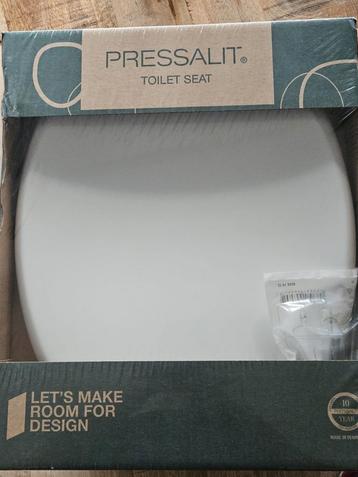 PRESSALIT®
TOILET SEAT
LET'S MAKE
ROOM FOR
DESIGN
10
YEAR